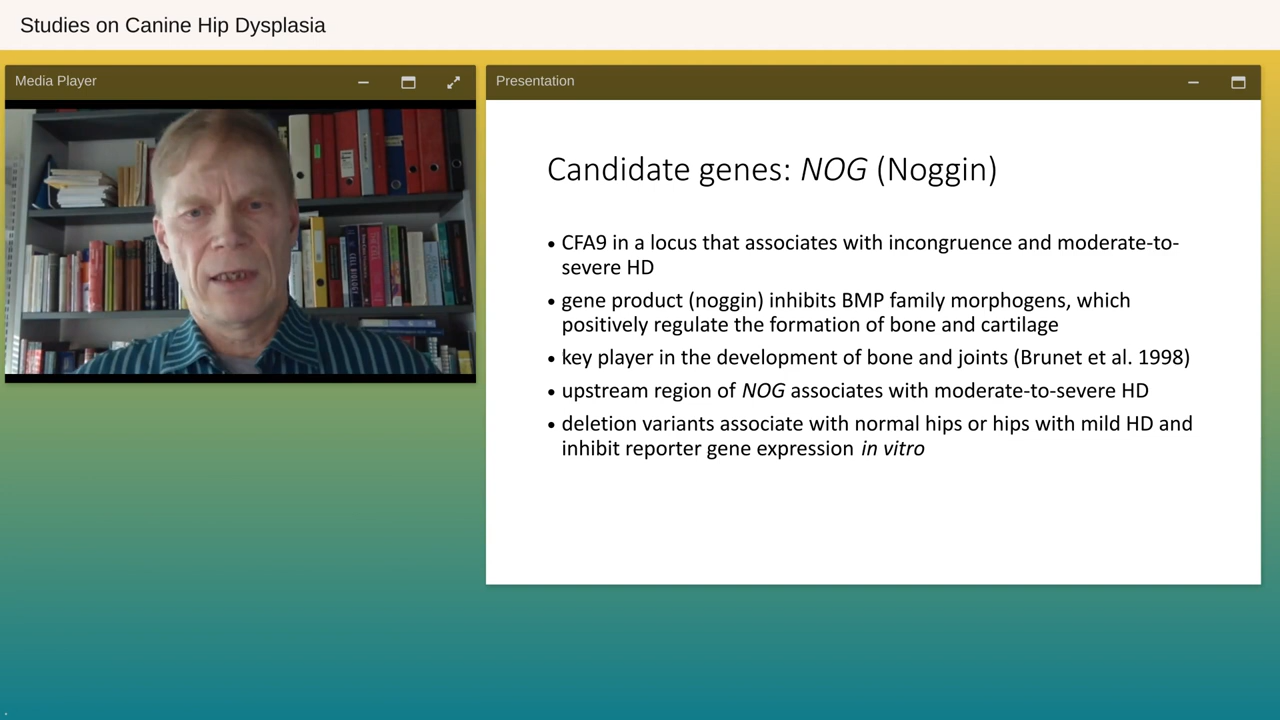 Studies on Canine Hip Dysplasia
Media Player
Presentation
Candidate genes: NOG (Noggin)
• CFA9 in a locus that associates with incongruence and moderate-to-
severe HD
• gene product (noggin) inhibits BMP family morphogens, which
positively regulate the formation of bone and cartilage
• key player in the development of bone and joints (Brunet et al. 1998)
• upstream region of NOG associates with moderate-to-severe HD
• deletion variants associate with normal hips or hips with mild HD and
inhibit reporter gene expression in vitro